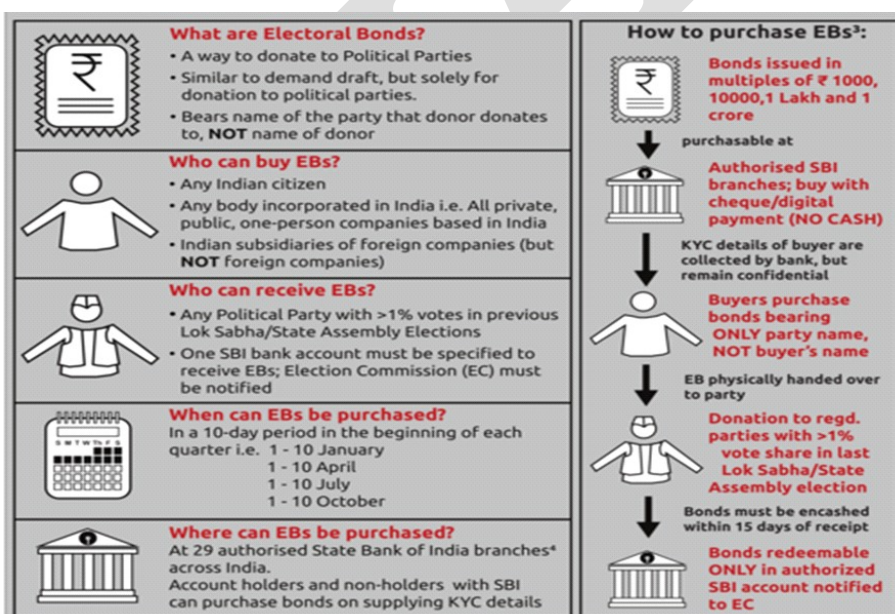 What are Electoral Bonds?
• A way to donate to Political Parties
• Similar to demand draft, but solely for
donation to political parties.
• Bears name of the party that donor donates
to, NOT name of donor
Who can buy EBs?
• Any Indian citizen
• Any body incorporated in India i.e. All private,
public, one-person companies based in India
• Indian subsidiaries of foreign companies (but
NOT foreign companies)
Who can receive EBs?
• Any Political Party with >1% votes in previous
Lok Sabha/State Assembly Elections
• One SBI bank account must be specified to
receive EBs; Election Commission (EC) must
be notified
S M T W Th F S
When can EBs be purchased?
In a 10-day period in the beginning of each
quarter i.e. 1 - 10 January
1 - 10 April
1 - 10 July
1 - 10 October
Where can EBs be purchased?
At 29 authorised State Bank of India branches⁴
across India.
Account holders and non-holders with SBI
can purchase bonds on supplying KYC details
How to purchase EBs³:
Bonds issued in
multiples of ₹ 1000,
10000,1 Lakh and 1
crore
purchasable at
Authorised SBI
branches; buy with
cheque/digital
payment (NO CASH)
KYC details of buyer are
collected by bank, but
remain confidential
Buyers purchase
bonds bearing
ONLY party name,
NOT buyer's name
EB physically handed over
to party
Donation to regd.
parties with >1%
vote share in last
Lok Sabha/State
Assembly election
Bonds must be encashed
within 15 days of receipt
Bonds redeemable
ONLY in authorized
SBI account notified
to EC